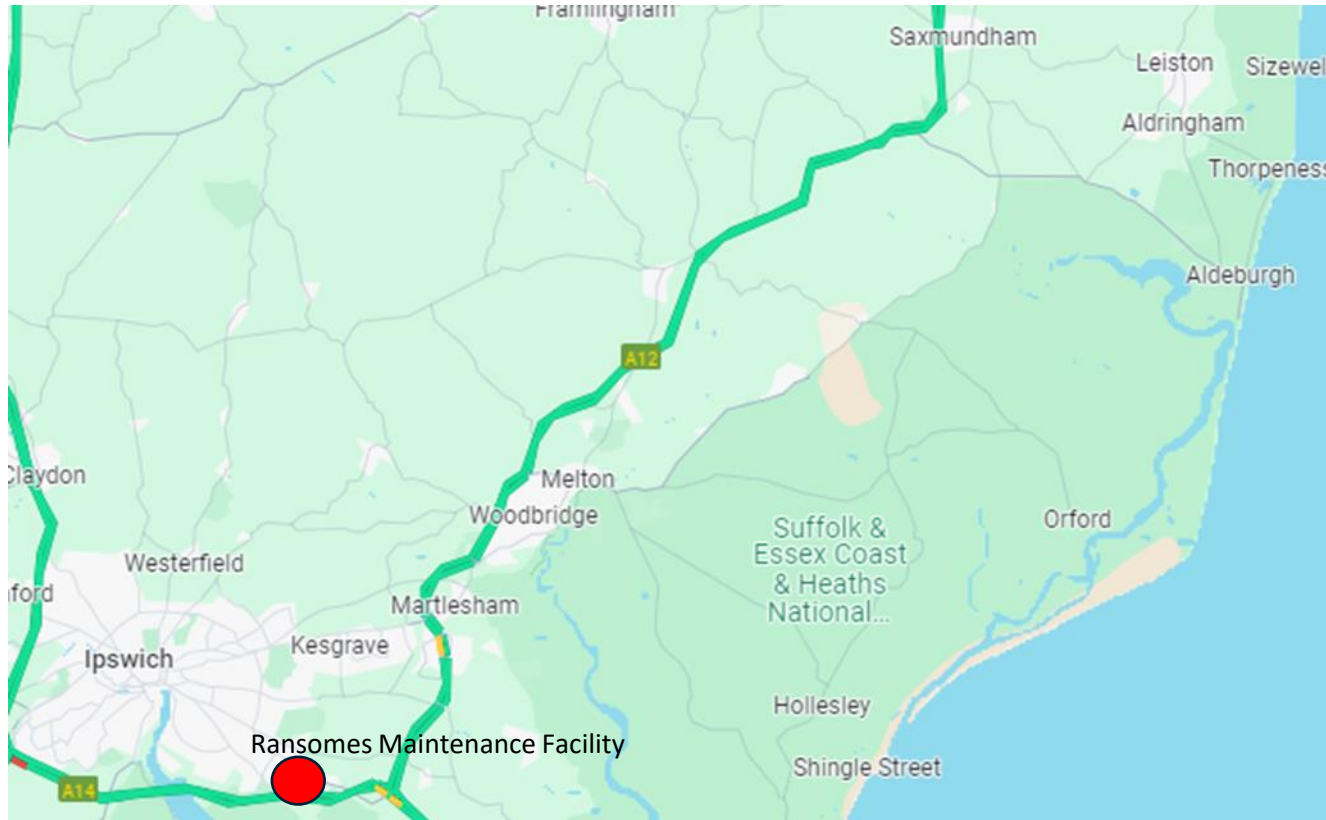 Framlingham
Saxmundham
Leiston
Sizewel
Aldringham
Thorpeness
Aldeburgh
A12
Claydon
Melton
Woodbridge
Suffolk &
Essex Coast
& Heaths
National...
Orford
Westerfield
ford
Martlesham
Kesgrave
Ipswich
Hollesley
Ransomes Maintenance Facility
Shingle Street
A14